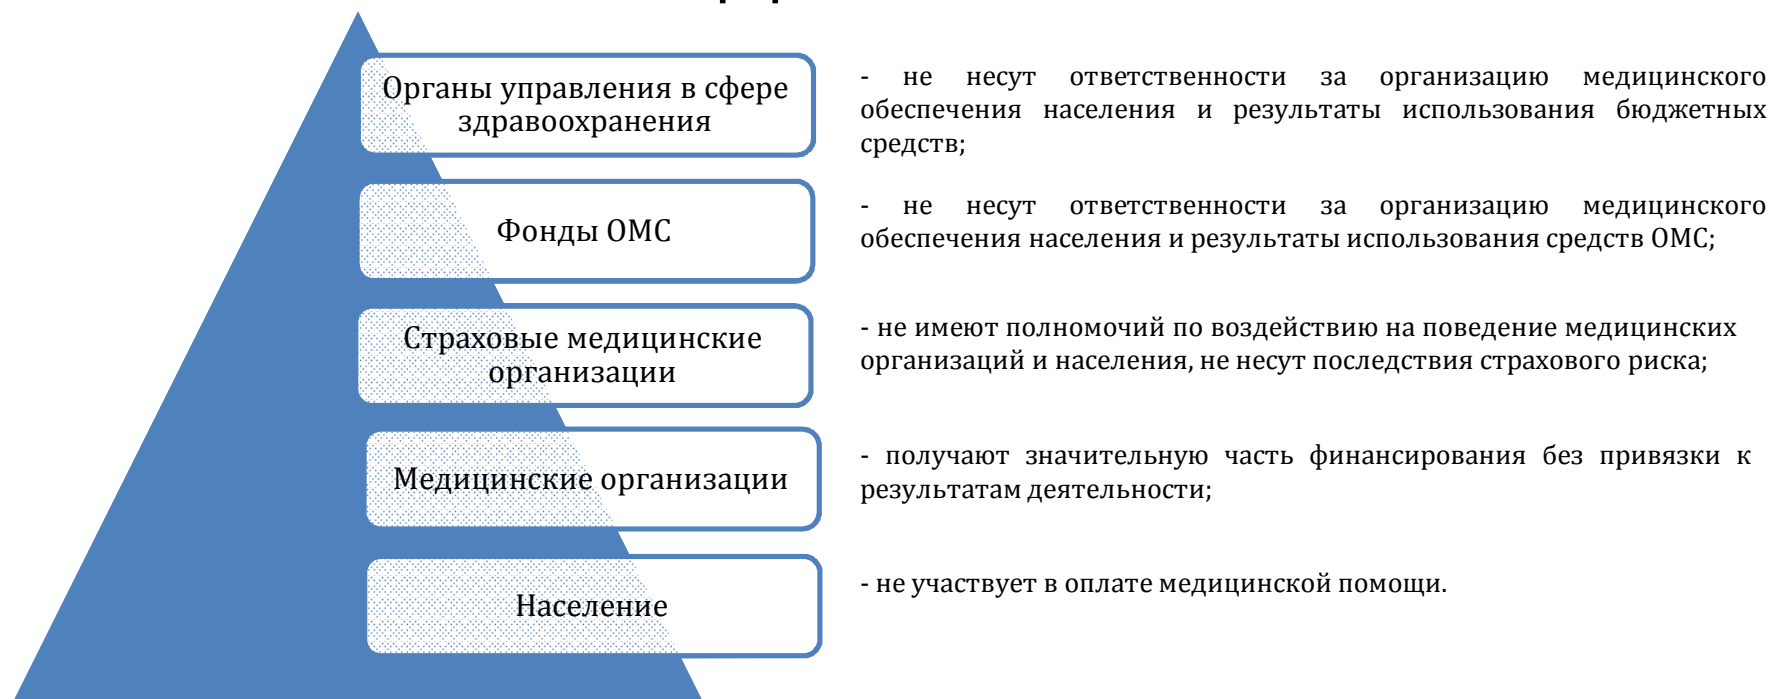 Органы управления в сфере
здравоохранения
- не несут ответственности за организацию медицинского
обеспечения населения и результаты использования бюджетных
средств;
Фонды ОМС
- не несут ответственности за организацию медицинского
обеспечения населения и результаты использования средств ОМС;
Страховые медицинские
организации
- не имеют полномочий по воздействию на поведение медицинских
организаций и населения, не несут последствия страхового риска;
Медицинские организации
- получают значительную часть финансирования без привязки к
результатам деятельности;
Население
- не участвует в оплате медицинской помощи.